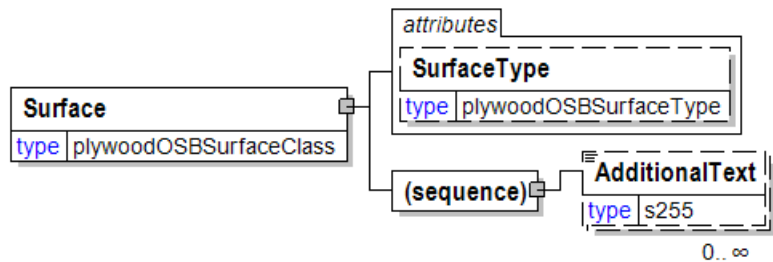 attributes
SurfaceType
type plywoodOSBSurfaceType
Surface
type plywoodOSBSurfaceClass
(sequence)
AdditionalText
type s255
0.. ∞